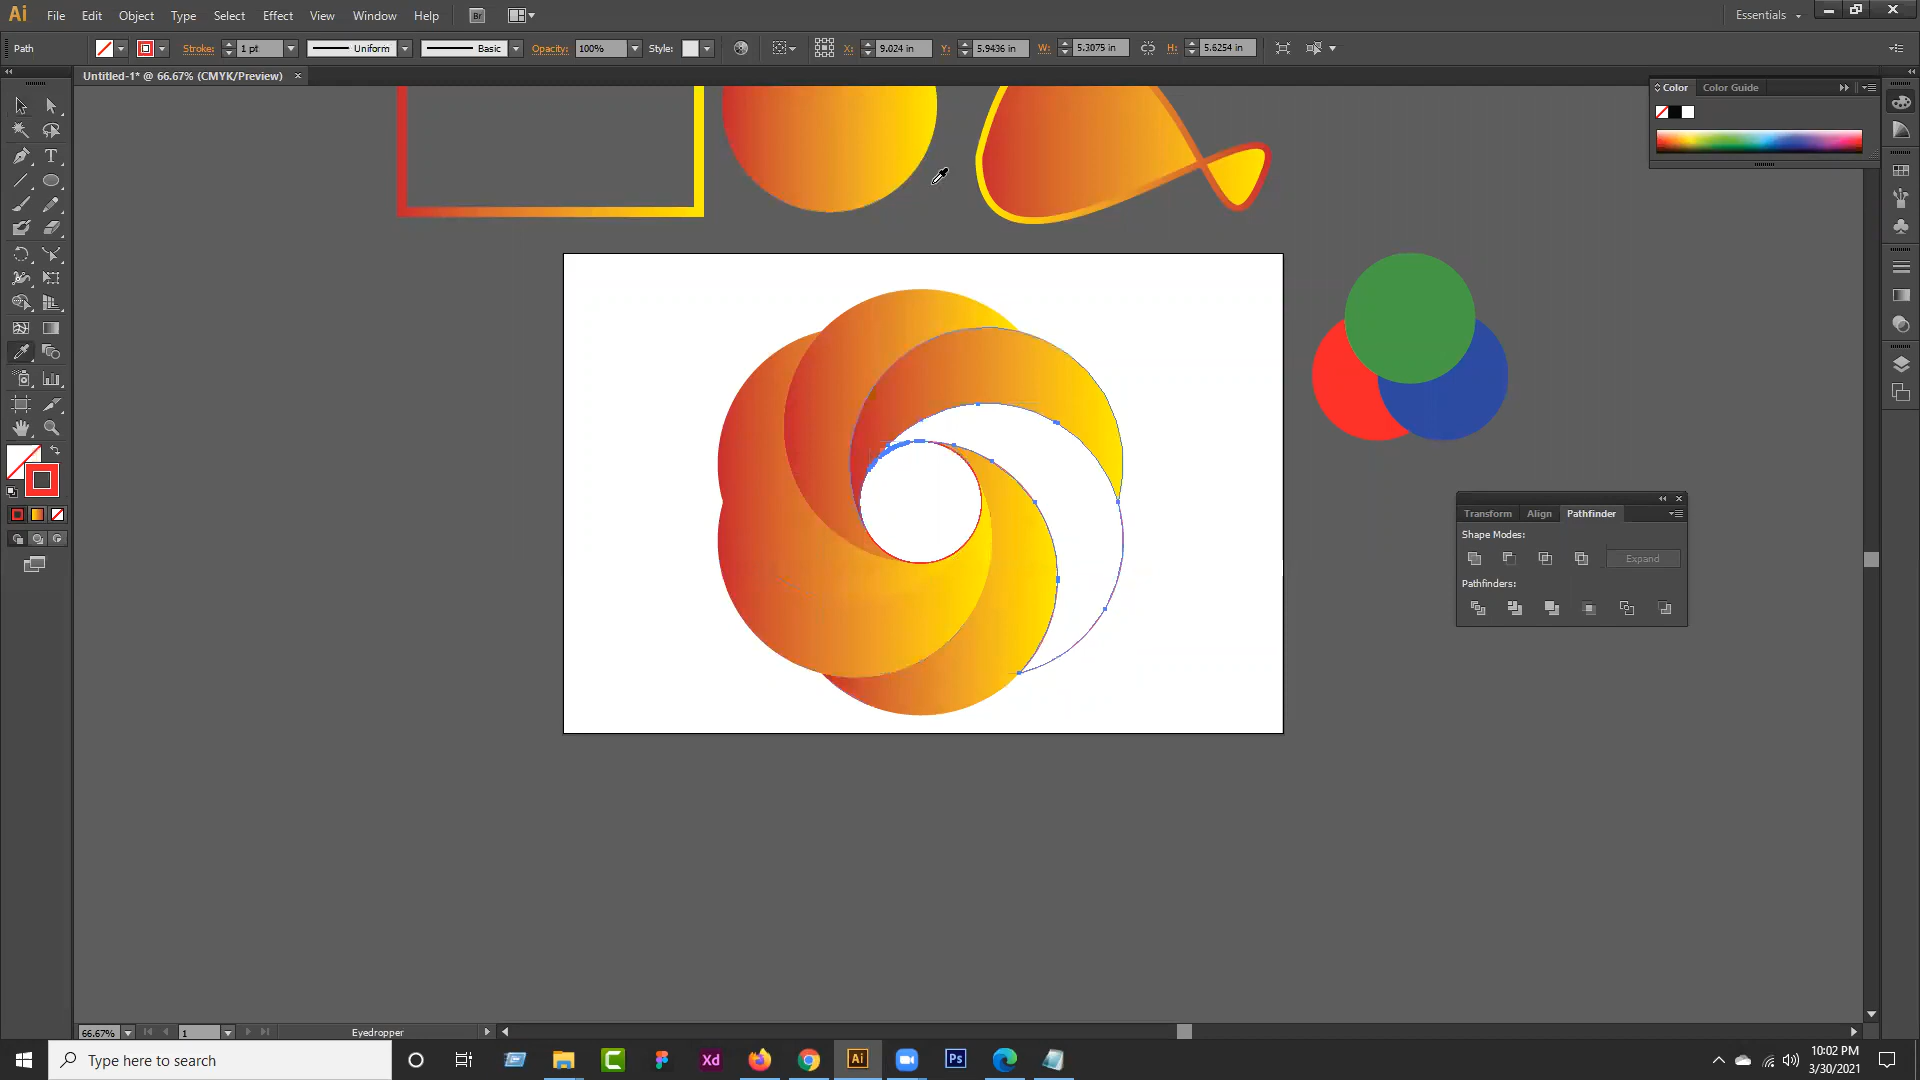 Ai File Edit Object Type Select Effect View Window Help Br Essentials
Path Stroke: 1 pt Uniform Basic Opacity: 100% Style: X: 9.024 in Y: 5.9436 in W: 5.3075 in H: 5.6254 in
Untitled-1* @ 66.67% (CMYK/Preview)
Color Color Guide
Transform Align Pathfinder
Shape Modes:
Expand
Pathfinders:
66.67% 1 Eyedropper
Type here to search
Xd Ai Ps
10:02 PM
3/30/2021